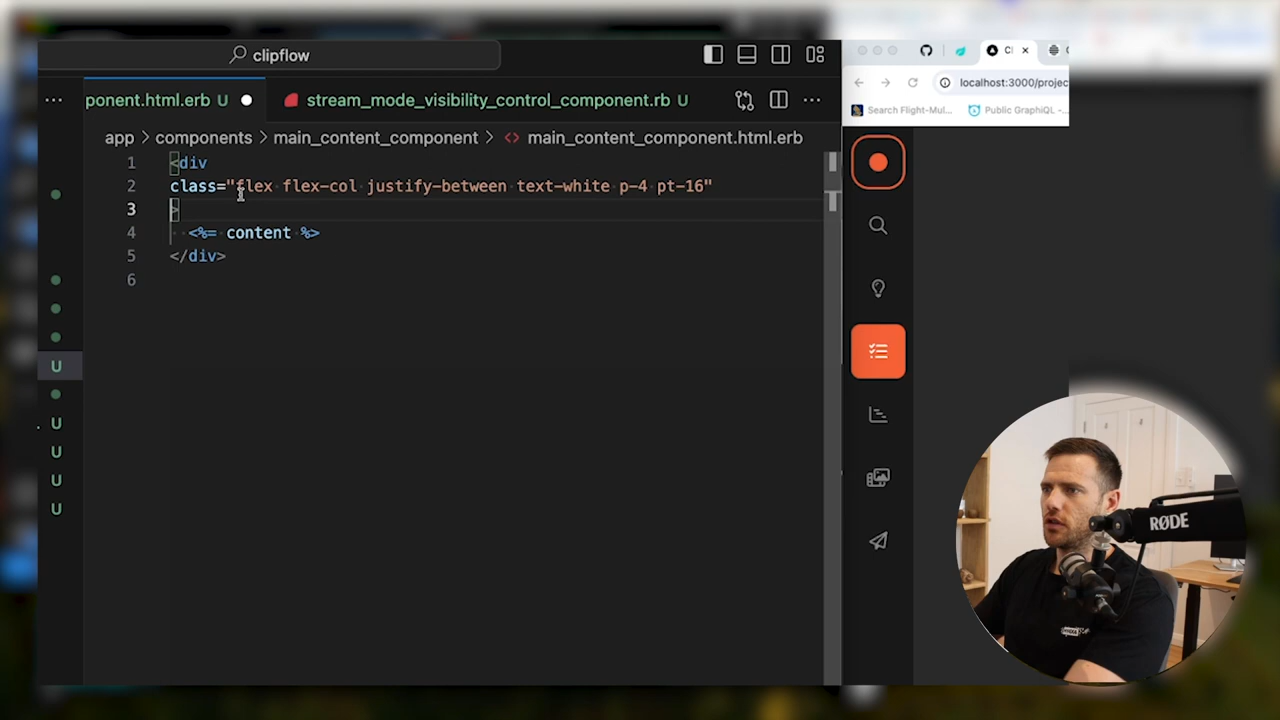 clipflow
ponent.html.erb U
stream_mode_visibility_control_component.rb U
localhost:3000/projec
Search Flight-Mul...
Public GraphiQL -...
app > components > main_content_component > main_content_component.html.erb
1 <div
2 class="flex flex-col justify-between text-white p-4 pt-16"
3 >
4 <%= content %>
5 </div>
6
U
U
U
U
U
RØDE